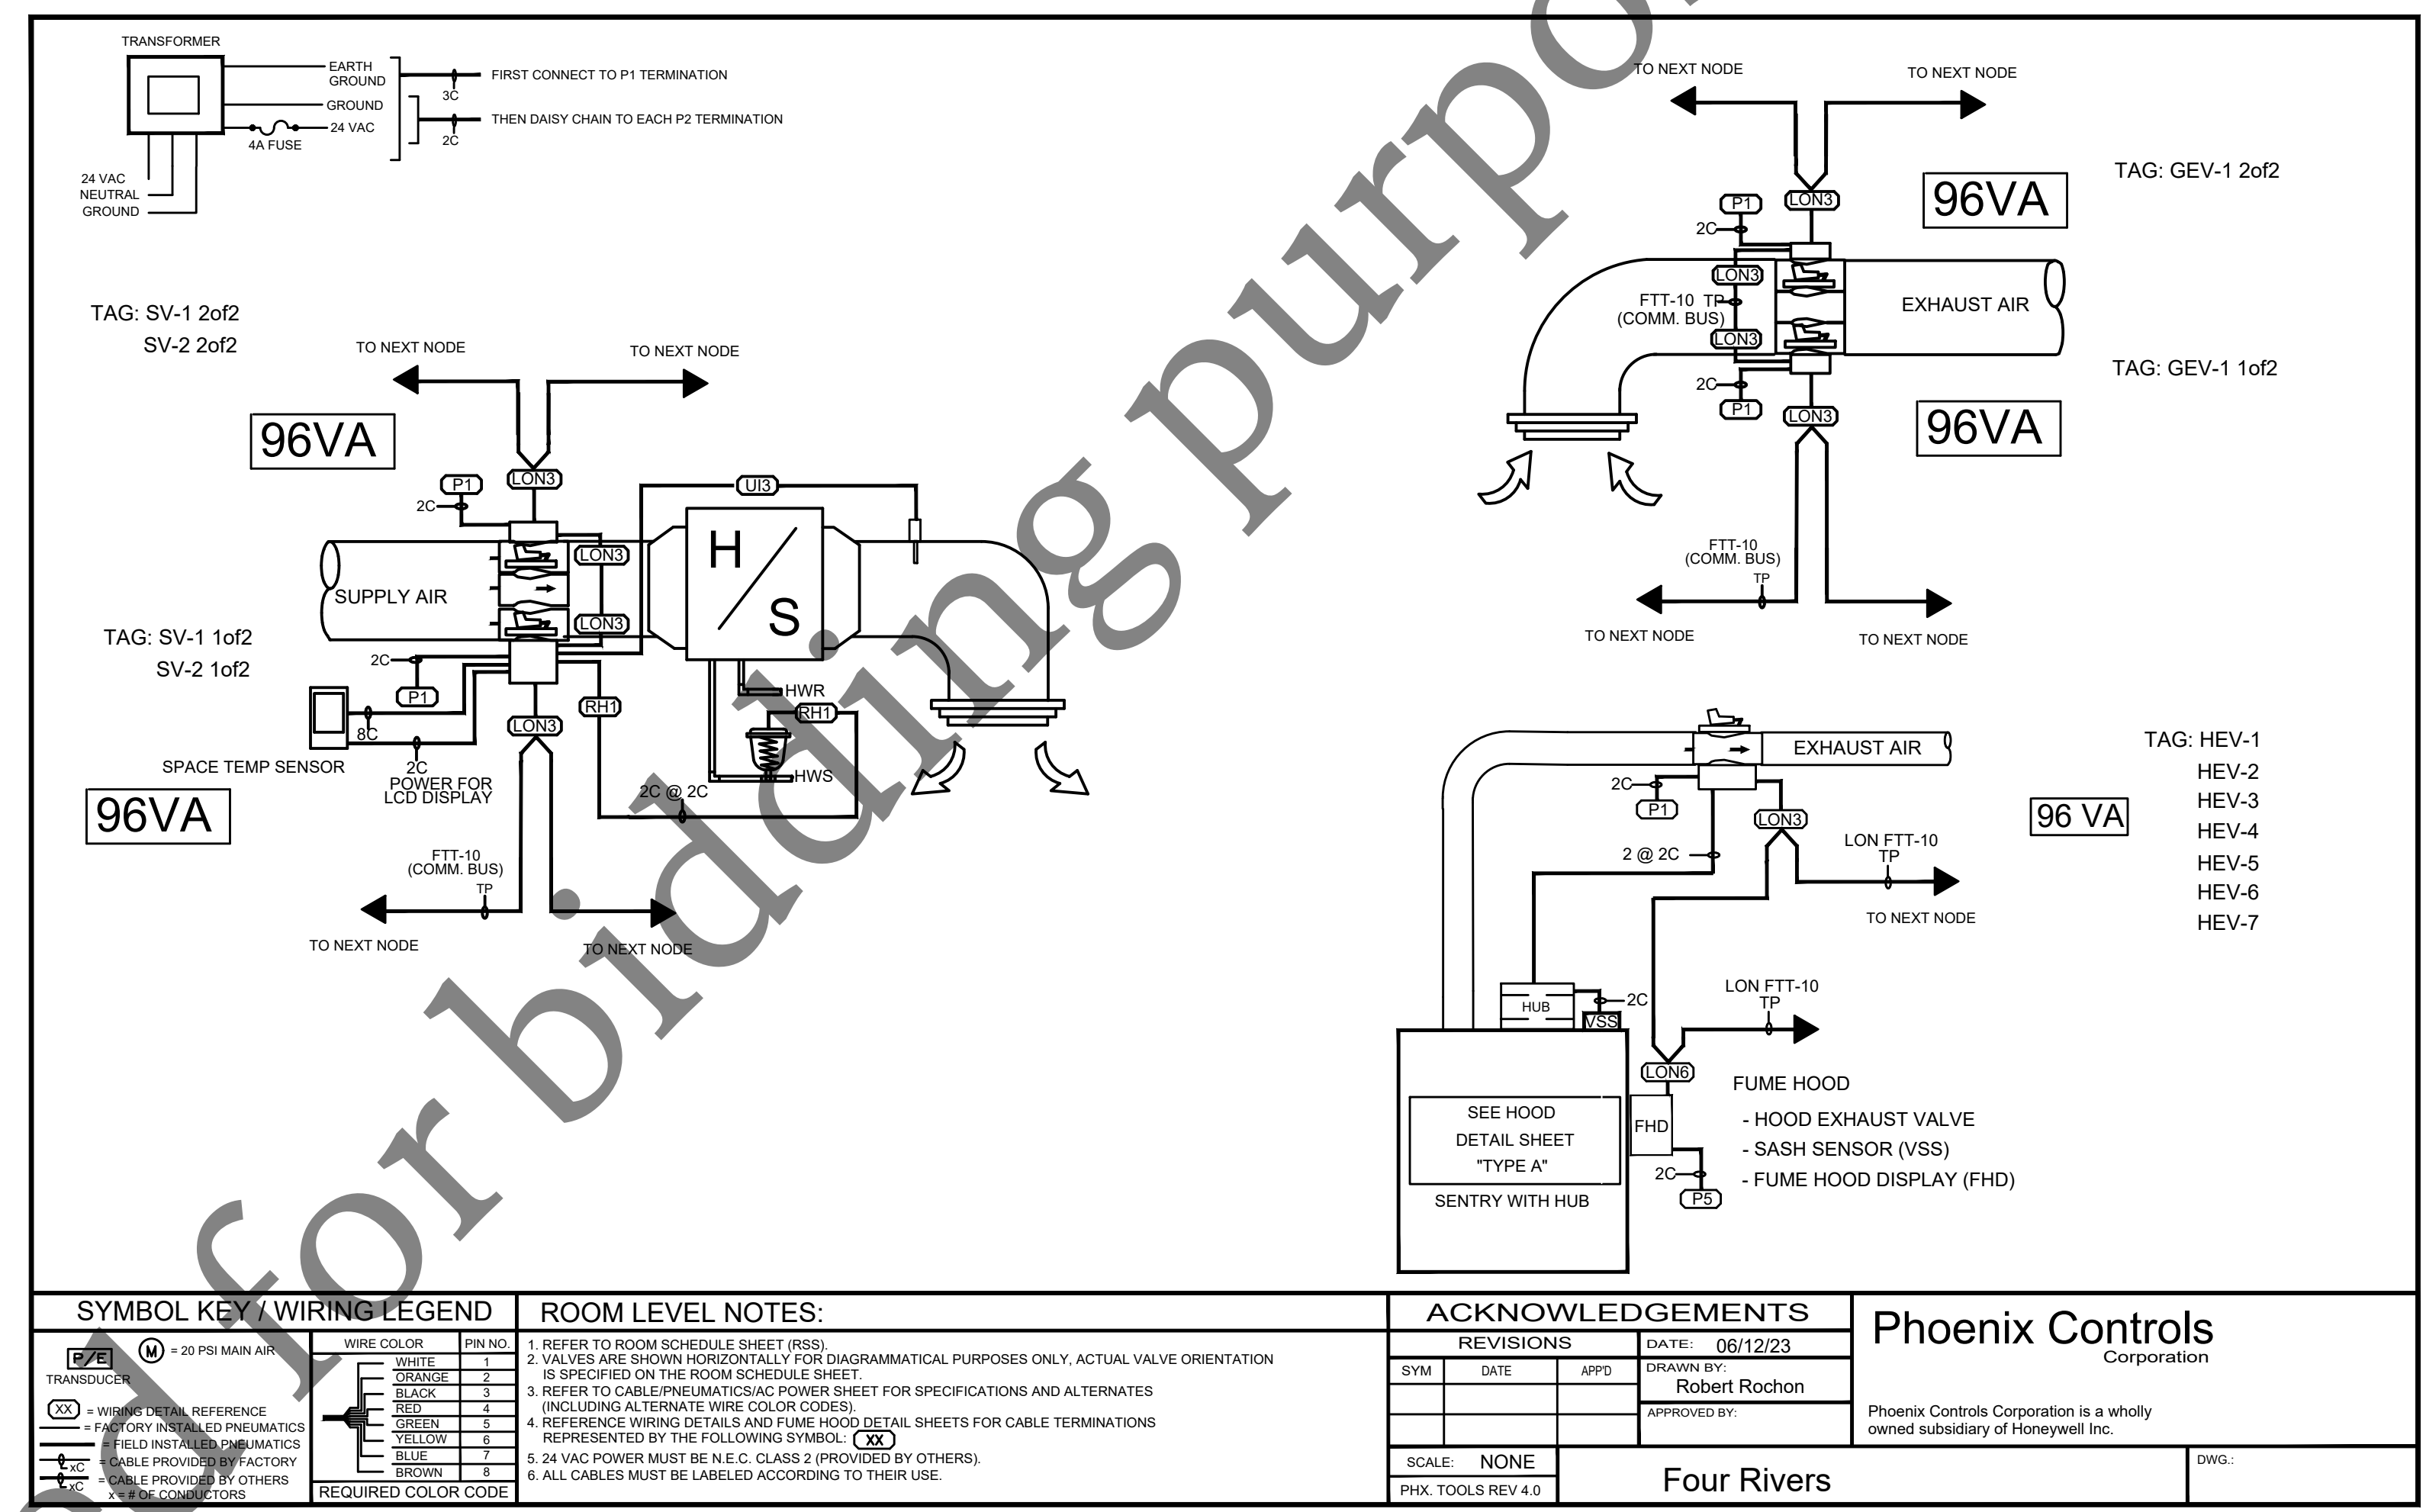 TRANSFORMER
EARTH
GROUND
GROUND
24 VAC
4A FUSE
24 VAC
NEUTRAL
GROUND
3C
FIRST CONNECT TO P1 TERMINATION
2C
THEN DAISY CHAIN TO EACH P2 TERMINATION
TAG: SV-1 2of2
SV-2 2of2
TO NEXT NODE
TO NEXT NODE
96VA
LON3
P1
2C
UI3
LON3
H
/
S
SUPPLY AIR
LON3
TAG: SV-1 1of2
SV-2 1of2
2C
P1
RH1
LON3
8C
SPACE TEMP SENSOR
2C
POWER FOR
LCD DISPLAY
HWR
RH1
HWS
2C @ 2C
96VA
FTT-10
(COMM. BUS)
TP
TO NEXT NODE
TO NEXT NODE
TO NEXT NODE
TO NEXT NODE
TAG: GEV-1 2of2
96VA
P1
LON3
2C
LON3
FTT-10 TP
(COMM. BUS)
LON3
EXHAUST AIR
TAG: GEV-1 1of2
2C
P1
LON3
96VA
FTT-10
(COMM. BUS)
TP
TO NEXT NODE
TO NEXT NODE
EXHAUST AIR
TAG: HEV-1
HEV-2
HEV-3
HEV-4
HEV-5
HEV-6
HEV-7
96 VA
2C
P1
LON3
2 @ 2C
LON FTT-10
TP
TO NEXT NODE
HUB
2C
VSS
LON FTT-10
TP
LON6
FHD
2C
P5
SEE HOOD
DETAIL SHEET
"TYPE A"
SENTRY WITH HUB
FUME HOOD
- HOOD EXHAUST VALVE
- SASH SENSOR (VSS)
- FUME HOOD DISPLAY (FHD)
for bidding purpo
SYMBOL KEY / WIRING LEGEND
P/E
TRANSDUCER
M = 20 PSI MAIN AIR
XX = WIRING DETAIL REFERENCE
= FACTORY INSTALLED PNEUMATICS
= FIELD INSTALLED PNEUMATICS
xC = CABLE PROVIDED BY FACTORY
xC = CABLE PROVIDED BY OTHERS
x = # OF CONDUCTORS
WIRE COLOR PIN NO.
WHITE 1
ORANGE 2
BLACK 3
RED 4
GREEN 5
YELLOW 6
BLUE 7
BROWN 8
REQUIRED COLOR CODE
ROOM LEVEL NOTES:
1. REFER TO ROOM SCHEDULE SHEET (RSS).
2. VALVES ARE SHOWN HORIZONTALLY FOR DIAGRAMMATICAL PURPOSES ONLY, ACTUAL VALVE ORIENTATION
IS SPECIFIED ON THE ROOM SCHEDULE SHEET.
3. REFER TO CABLE/PNEUMATICS/AC POWER SHEET FOR SPECIFICATIONS AND ALTERNATES
(INCLUDING ALTERNATE WIRE COLOR CODES).
4. REFERENCE WIRING DETAILS AND FUME HOOD DETAIL SHEETS FOR CABLE TERMINATIONS
REPRESENTED BY THE FOLLOWING SYMBOL: XX
5. 24 VAC POWER MUST BE N.E.C. CLASS 2 (PROVIDED BY OTHERS).
6. ALL CABLES MUST BE LABELED ACCORDING TO THEIR USE.
ACKNOWLEDGEMENTS
REVISIONS
SYM DATE APP'D
DATE: 06/12/23
DRAWN BY:
Robert Rochon
APPROVED BY:
SCALE: NONE
PHX. TOOLS REV 4.0
Four Rivers
Phoenix Controls
Corporation
Phoenix Controls Corporation is a wholly
owned subsidiary of Honeywell Inc.
DWG.: